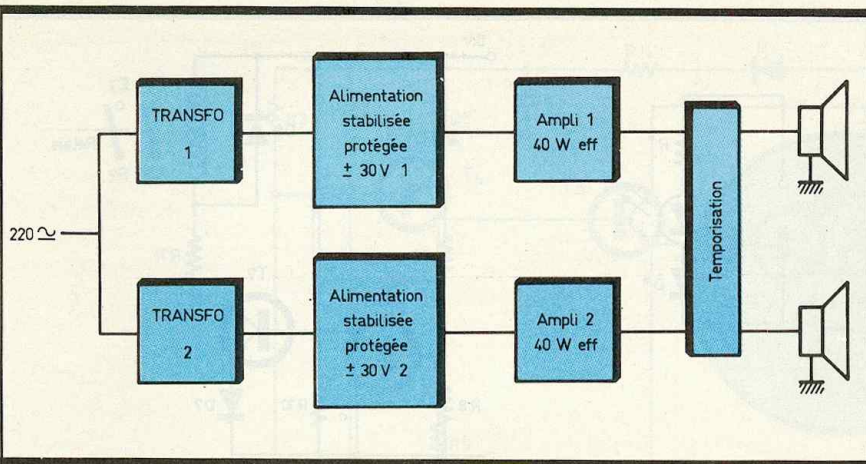 220 ≃
TRANSFO
1
Alimentation
stabilisée
protégée
± 30 V 1
Ampli 1
40 W eff
TRANSFO
2
Alimentation
stabilisée
protégée
± 30 V 2
Ampli 2
40 W eff
Temporisation